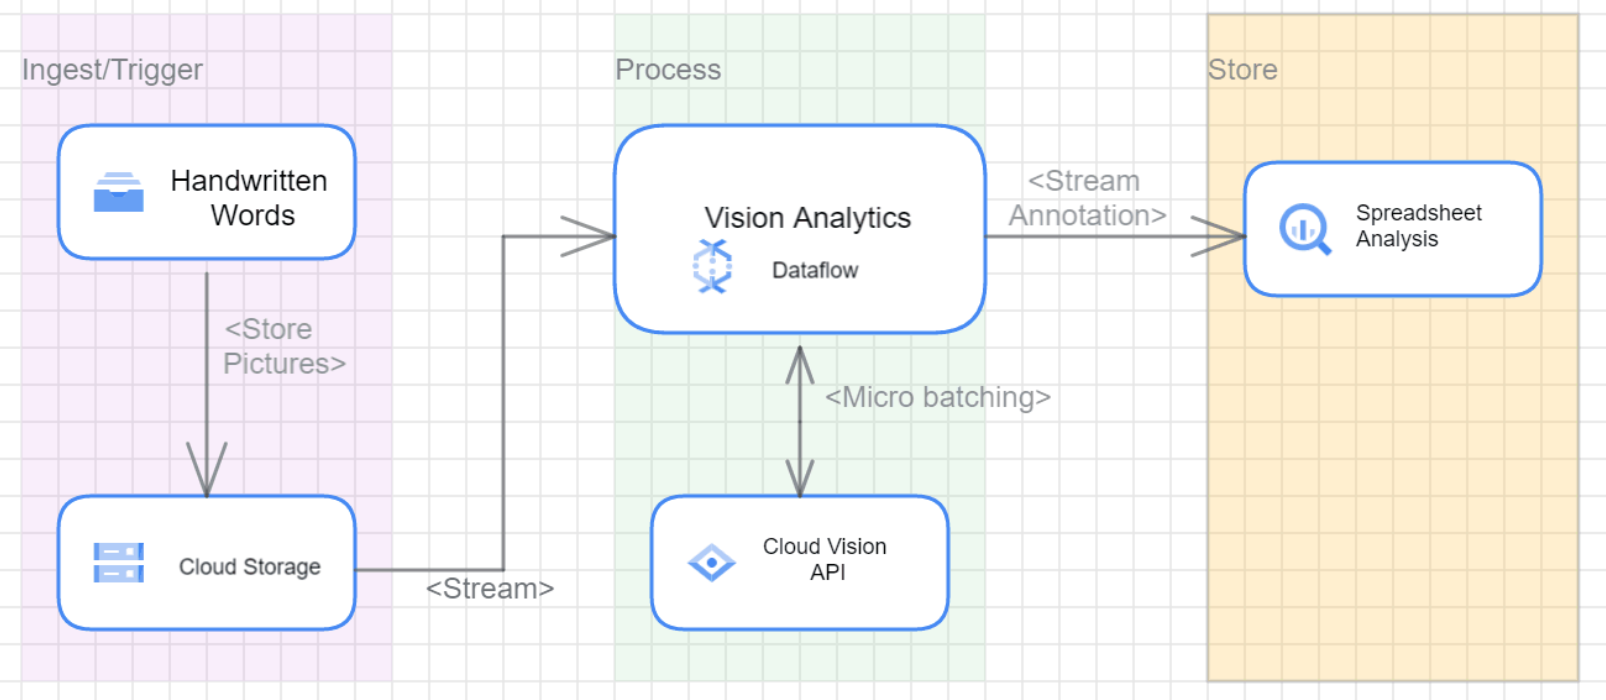 Ingest/Trigger
Handwritten
Words
<Store
Pictures>
Cloud Storage
<Stream>
Process
Vision Analytics
Dataflow
<Micro batching>
Cloud Vision
API
<Stream
Annotation>
Store
Spreadsheet
Analysis